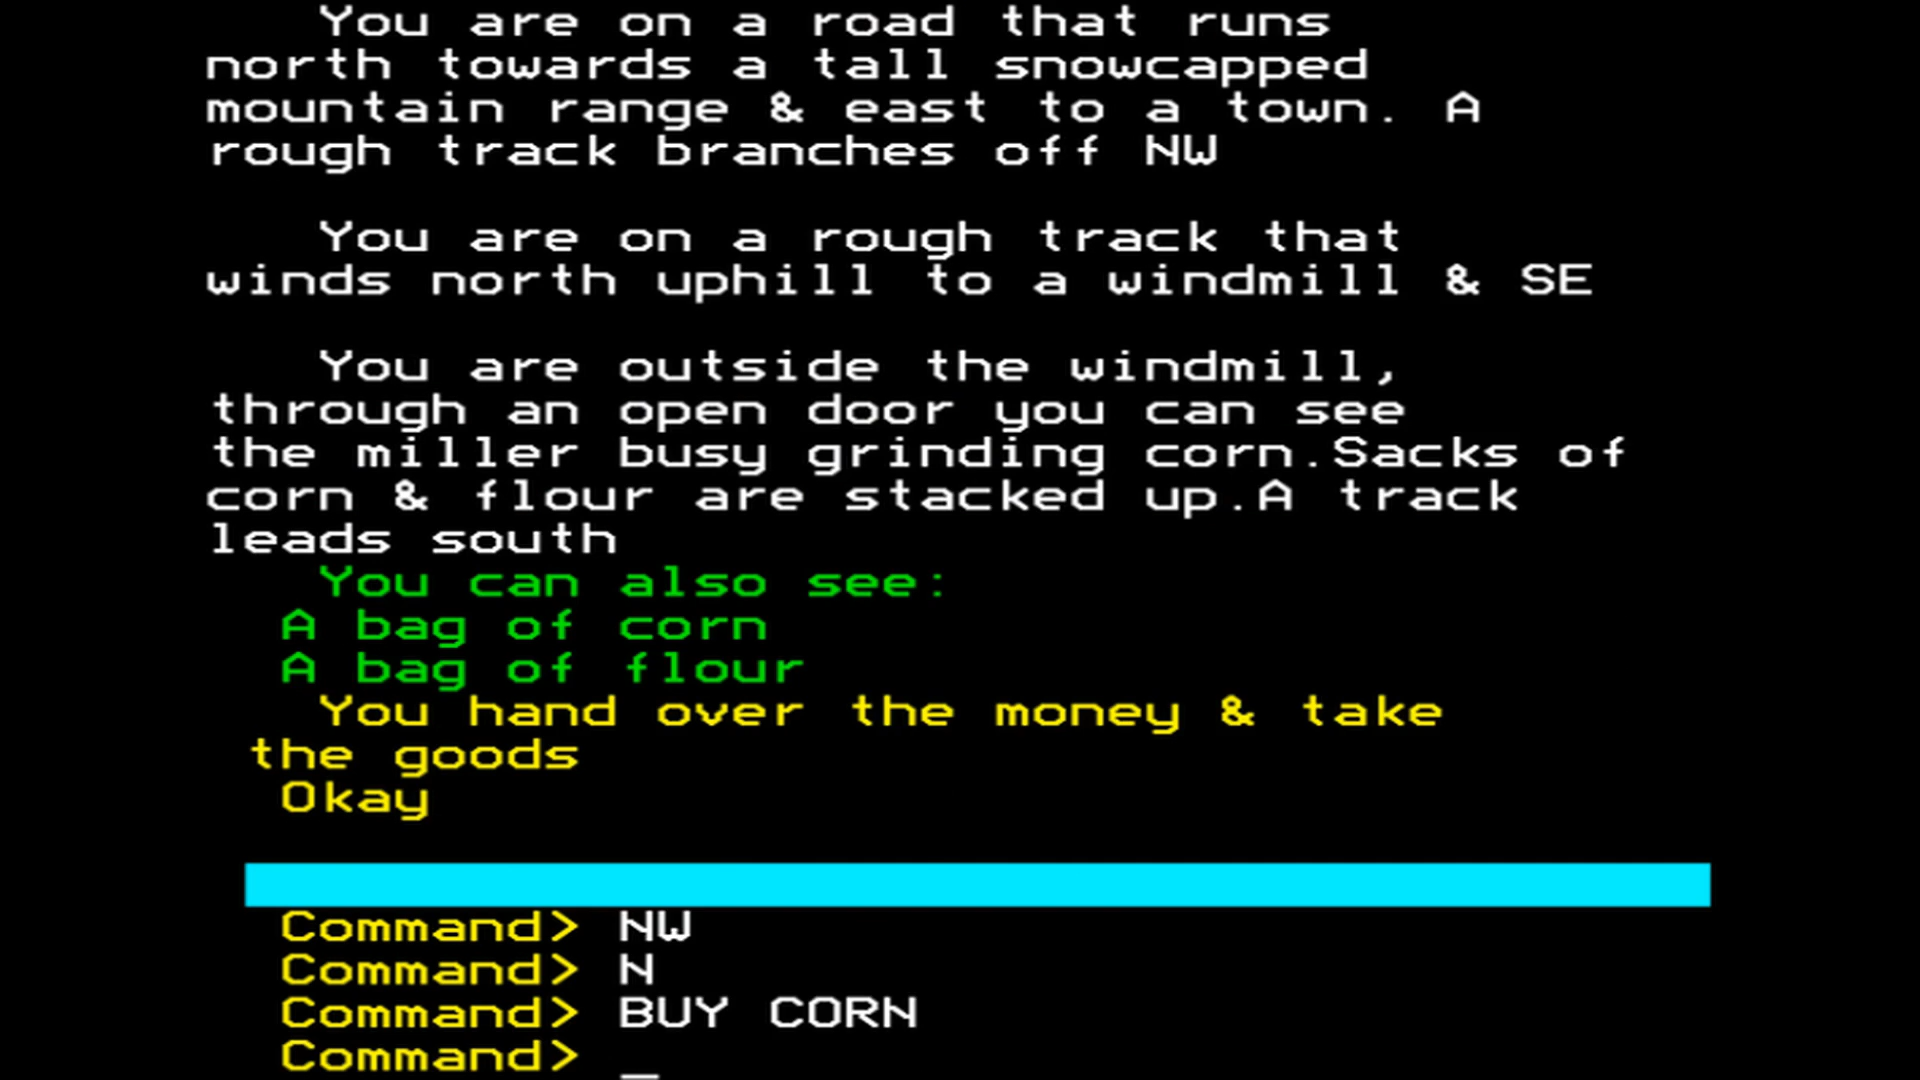 You are on a road that runs
north towards a tall snowcapped
mountain range & east to a town. A
rough track branches off NW
You are on a rough track that
winds north uphill to a windmill & SE
You are outside the windmill,
through an open door you can see
the miller busy grinding corn.Sacks of
corn & flour are stacked up.A track
leads south
You can also see:
A bag of corn
A bag of flour
You hand over the money & take
the goods
Okay
Command> NW
Command> N
Command> BUY CORN
Command> _